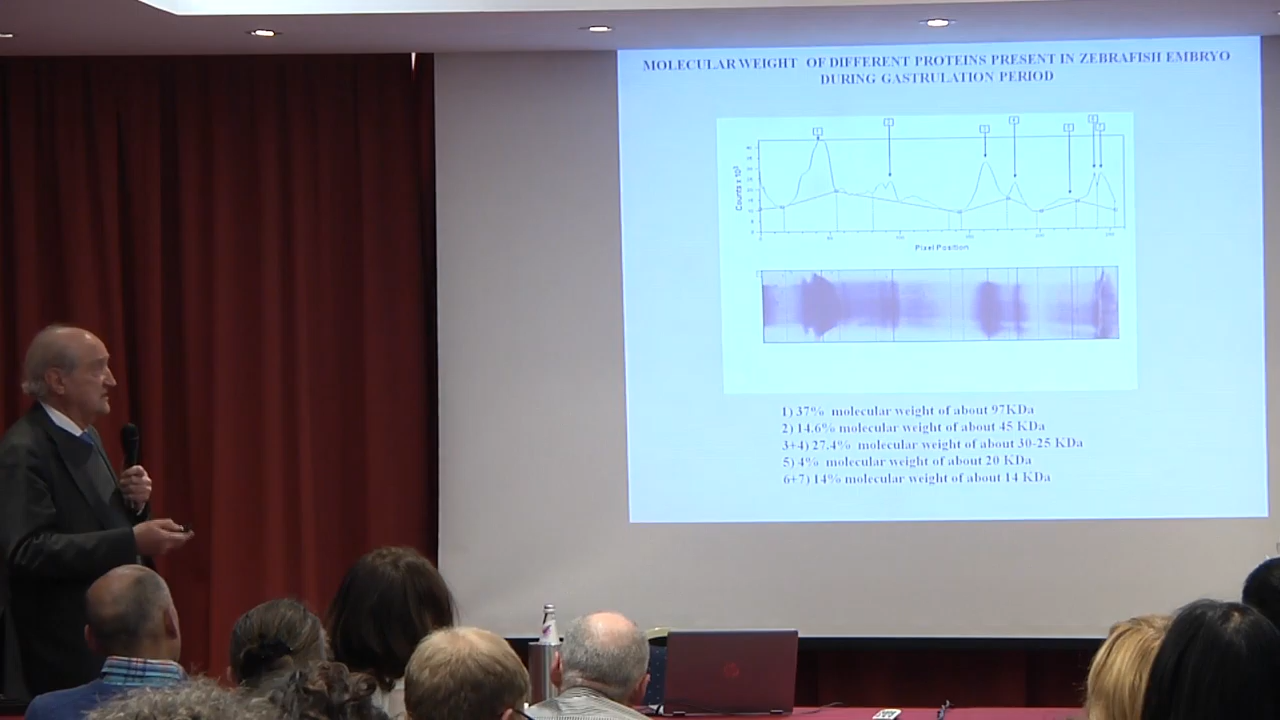 MOLECULAR WEIGHT OF DIFFERENT PROTEINS PRESENT IN ZEBRAFISH EMBRYO
DURING GASTRULATION PERIOD
Counts x 10³
Pixel Position
1) 37% molecular weight of about 97KDa
2) 14.6% molecular weight of about 45 KDa
3+4) 27.4% molecular weight of about 30-25 KDa
5) 4% molecular weight of about 20 KDa
6+7) 14% molecular weight of about 14 KDa